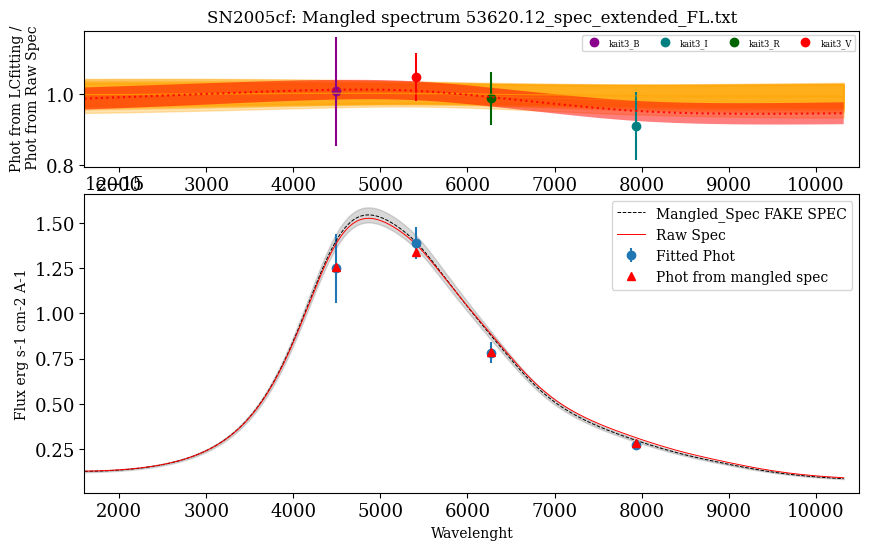 SN2005cf: Mangled spectrum 53620.12_spec_extended_FL.txt
Phot from LCfitting /
Phot from Raw Spec
1.0
0.8
kait3_B
kait3_I
kait3_R
kait3_V
2000 3000 4000 5000 6000 7000 8000 9000 10000
1e−15
Flux erg s-1 cm-2 A-1
1.50
1.25
1.00
0.75
0.50
0.25
Mangled_Spec FAKE SPEC
Raw Spec
Fitted Phot
Phot from mangled spec
2000 3000 4000 5000 6000 7000 8000 9000 10000
Wavelenght